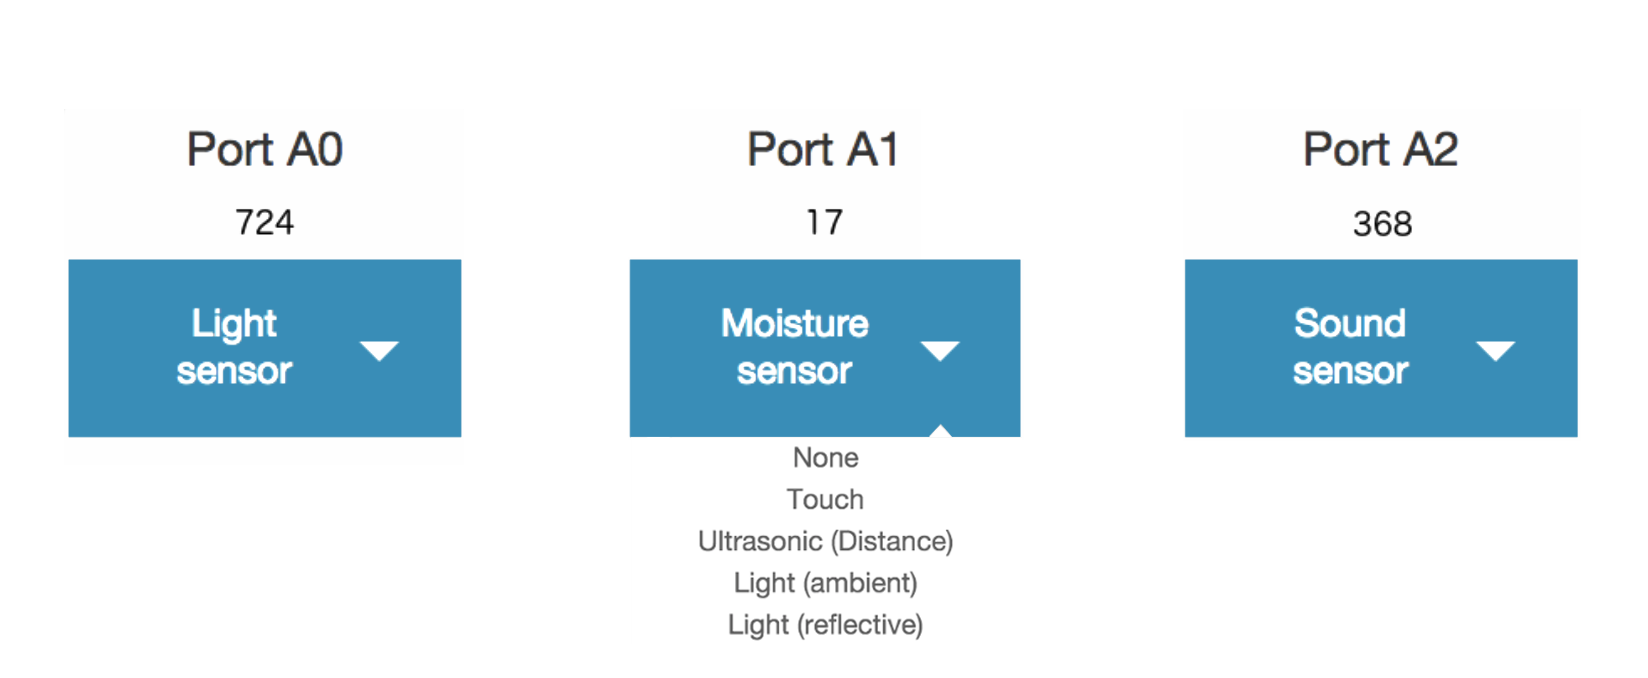 Port A0
724
Light
sensor
Port A1
17
Moisture
sensor
None
Touch
Ultrasonic (Distance)
Light (ambient)
Light (reflective)
Port A2
368
Sound
sensor